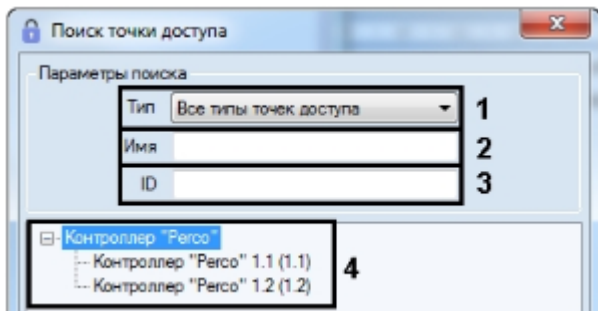 Поиск точки доступа
Параметры поиска
Тип Все типы точек доступа 1
Имя 2
ID 3
Контроллер "Perco"
Контроллер "Perco" 1.1 (1.1)
Контроллер "Perco" 1.2 (1.2)
4